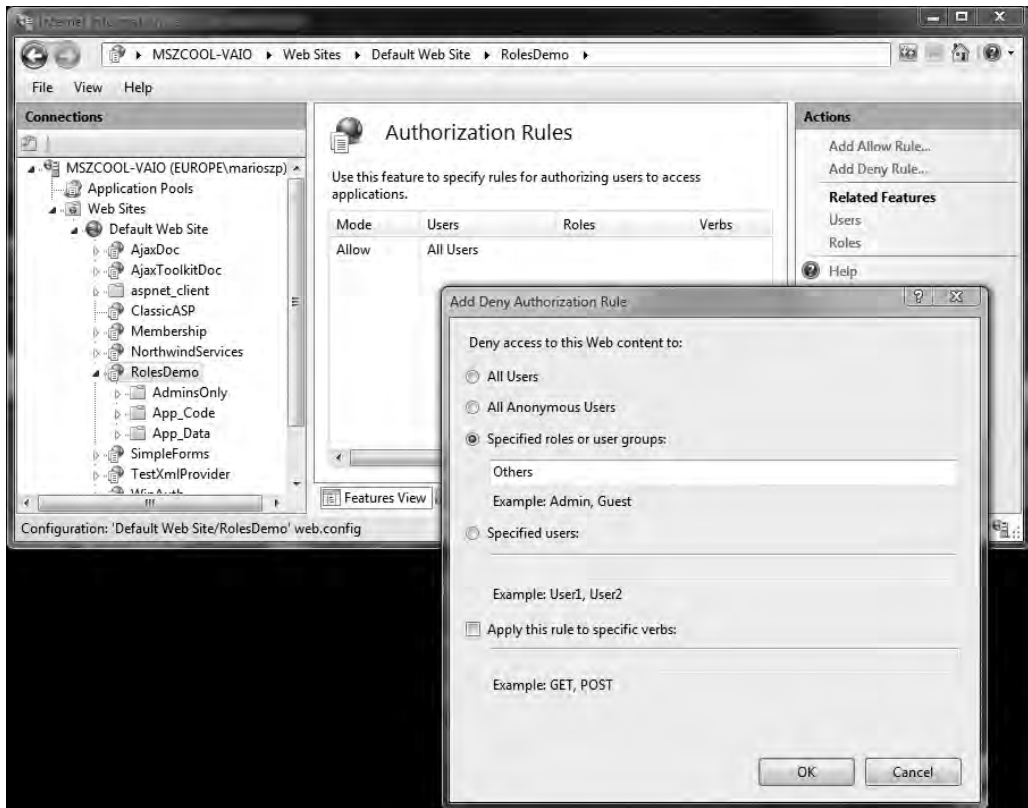 MSZCOOL-VAIO Web Sites Default Web Site RolesDemo
File View Help
Connections
MSZCOOL-VAIO (EUROPE\marioszp)
Application Pools
Web Sites
Default Web Site
AjaxDoc
AjaxToolkitDoc
aspnet_client
ClassicASP
Membership
NorthwindServices
RolesDemo
AdminsOnly
App_Code
App_Data
SimpleForms
TestXmlProvider
Authorization Rules
Use this feature to specify rules for authorizing users to access
applications.
Mode Users Roles Verbs
Allow All Users
Features View
Actions
Add Allow Rule...
Add Deny Rule...
Related Features
Users
Roles
Help
Configuration: 'Default Web Site/RolesDemo' web.config
Add Deny Authorization Rule
Deny access to this Web content to:
All Users
All Anonymous Users
Specified roles or user groups:
Others
Example: Admin, Guest
Specified users:
Example: User1, User2
Apply this rule to specific verbs:
Example: GET, POST
OK Cancel